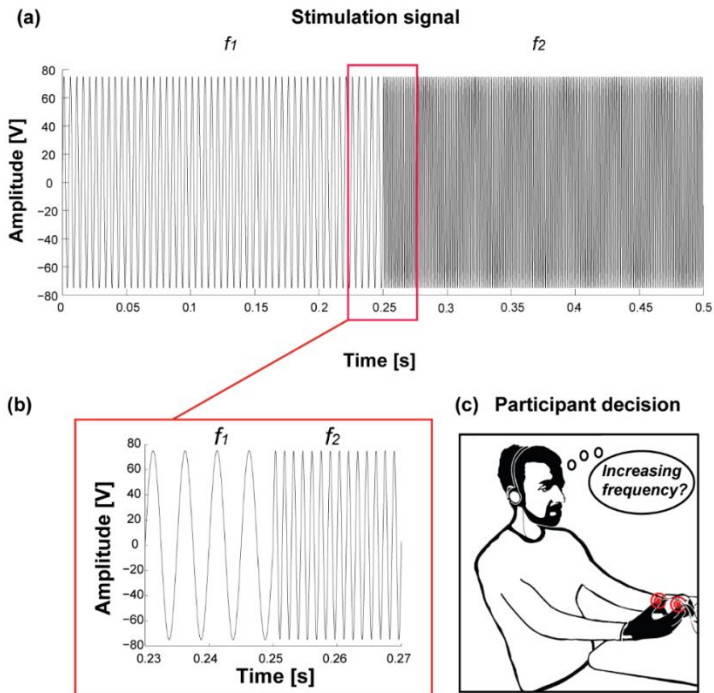 (a) Stimulation signal
f1 f2
Amplitude [V]
80
60
40
20
0
−20
−40
−60
−80
0 0.05 0.1 0.15 0.2 0.25 0.3 0.35 0.4 0.45 0.5
Time [s]
(b)
f1 f2
Amplitude [V]
80
60
40
20
0
−20
−40
−60
−80
0.23 0.24 0.25 0.26 0.27
Time [s]
(c) Participant decision
Increasing
frequency?